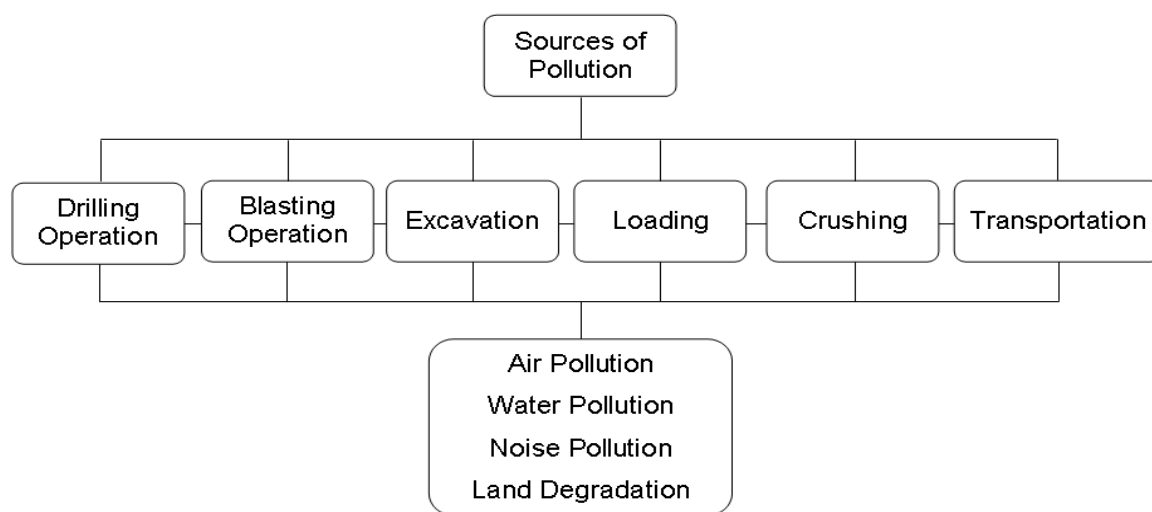 Sources of
Pollution
Drilling
Operation
Blasting
Operation
Excavation
Loading
Crushing
Transportation
Air Pollution
Water Pollution
Noise Pollution
Land Degradation